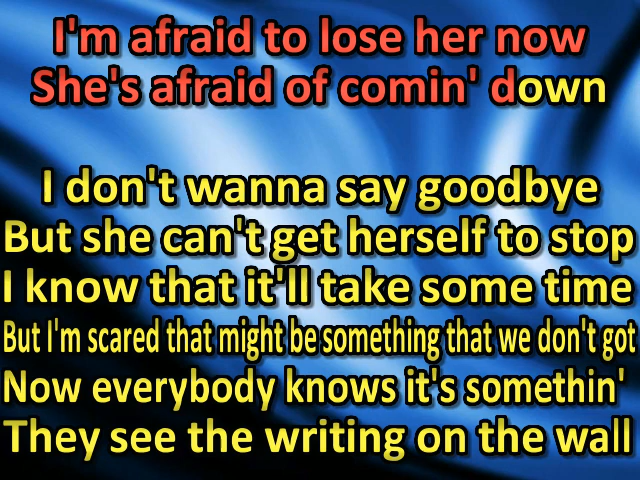 I'm afraid to lose her now
She's afraid of comin' down
I don't wanna say goodbye
But she can't get herself to stop
I know that it'll take some time
But I'm scared that might be something that we don't got
Now everybody knows it's somethin'
They see the writing on the wall